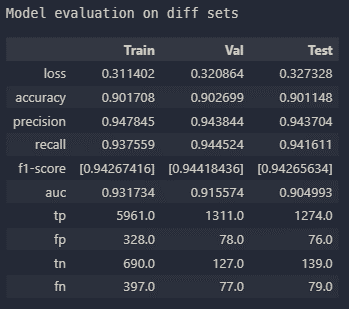 Model evaluation on diff sets
Train Val Test
loss 0.311402 0.320864 0.327328
accuracy 0.901708 0.902699 0.901148
precision 0.947845 0.943844 0.943704
recall 0.937559 0.944524 0.941611
f1-score [0.94267416] [0.94418436] [0.94265634]
auc 0.931734 0.915574 0.904993
tp 5961.0 1311.0 1274.0
fp 328.0 78.0 76.0
tn 690.0 127.0 139.0
fn 397.0 77.0 79.0